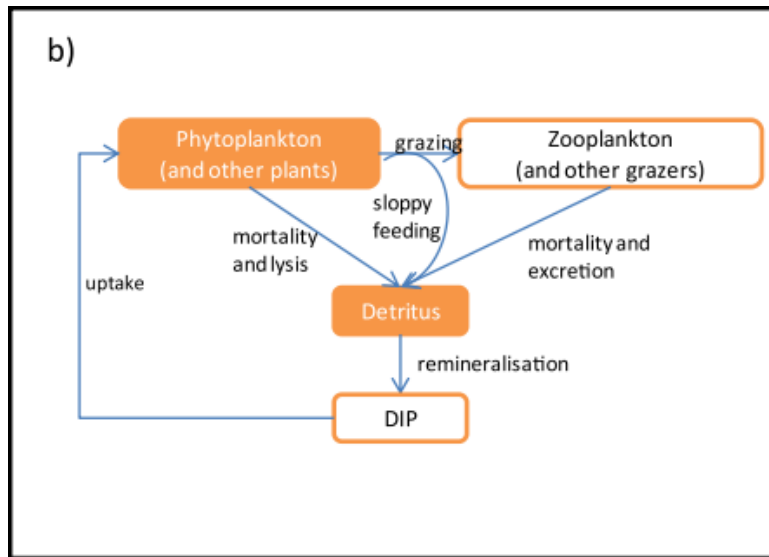 b)
Phytoplankton
(and other plants)
grazing
Zooplankton
(and other grazers)
sloppy
feeding
mortality
and lysis
mortality and
excretion
uptake
Detritus
remineralisation
DIP